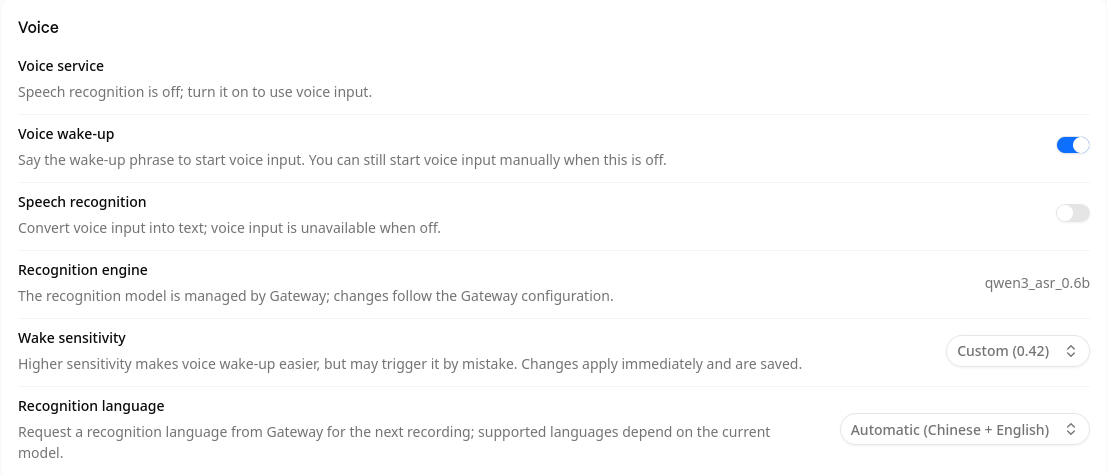 Voice
Voice service
Speech recognition is off; turn it on to use voice input.
Voice wake-up
Say the wake-up phrase to start voice input. You can still start voice input manually when this is off.
Speech recognition
Convert voice input into text; voice input is unavailable when off.
Recognition engine
The recognition model is managed by Gateway; changes follow the Gateway configuration.
qwen3_asr_0.6b
Wake sensitivity
Higher sensitivity makes voice wake-up easier, but may trigger it by mistake. Changes apply immediately and are saved.
Custom (0.42)
Recognition language
Request a recognition language from Gateway for the next recording; supported languages depend on the current
model.
Automatic (Chinese + English)